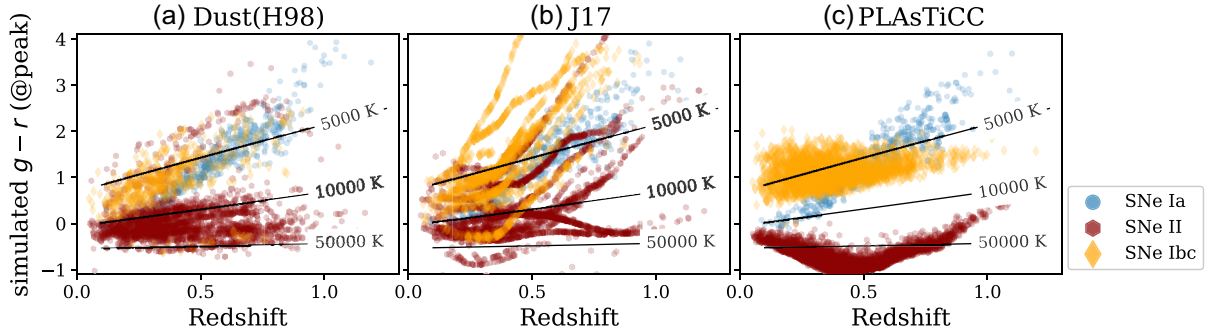 (a) Dust(H98)
(b) J17
(c) PLAsTiCC
simulated g − r (@peak)
4
3
2
1
0
−1
5000 K
10000 K
50000 K
5000 K
10000 K
50000 K
5000 K
10000 K
50000 K
0.0 0.5 1.0
0.0 0.5 1.0
0.0 0.5 1.0
Redshift
Redshift
Redshift
SNe Ia
SNe II
SNe Ibc